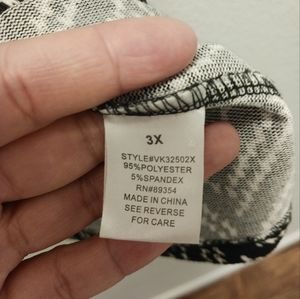 3X
STYLE#VK32502X
95%POLYESTER
5%SPANDEX
RN#89354
MADE IN CHINA
SEE REVERSE
FOR CARE